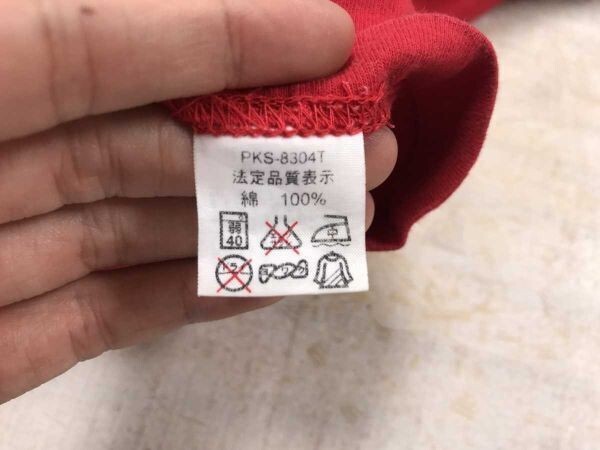 PKS-8304T
法定品質表示
綿 100%
弱
40
中